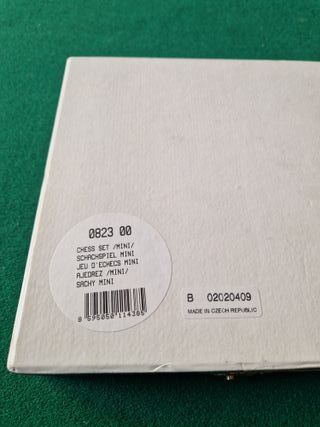 0823 00
CHESS SET /MINI/
SCHACHSPIEL MINI
JEU D'ECHECS MINI
AJEDREZ /MINI/
SACHY MINI
8 595050 114385
B 02020409
MADE IN CZECH REPUBLIC